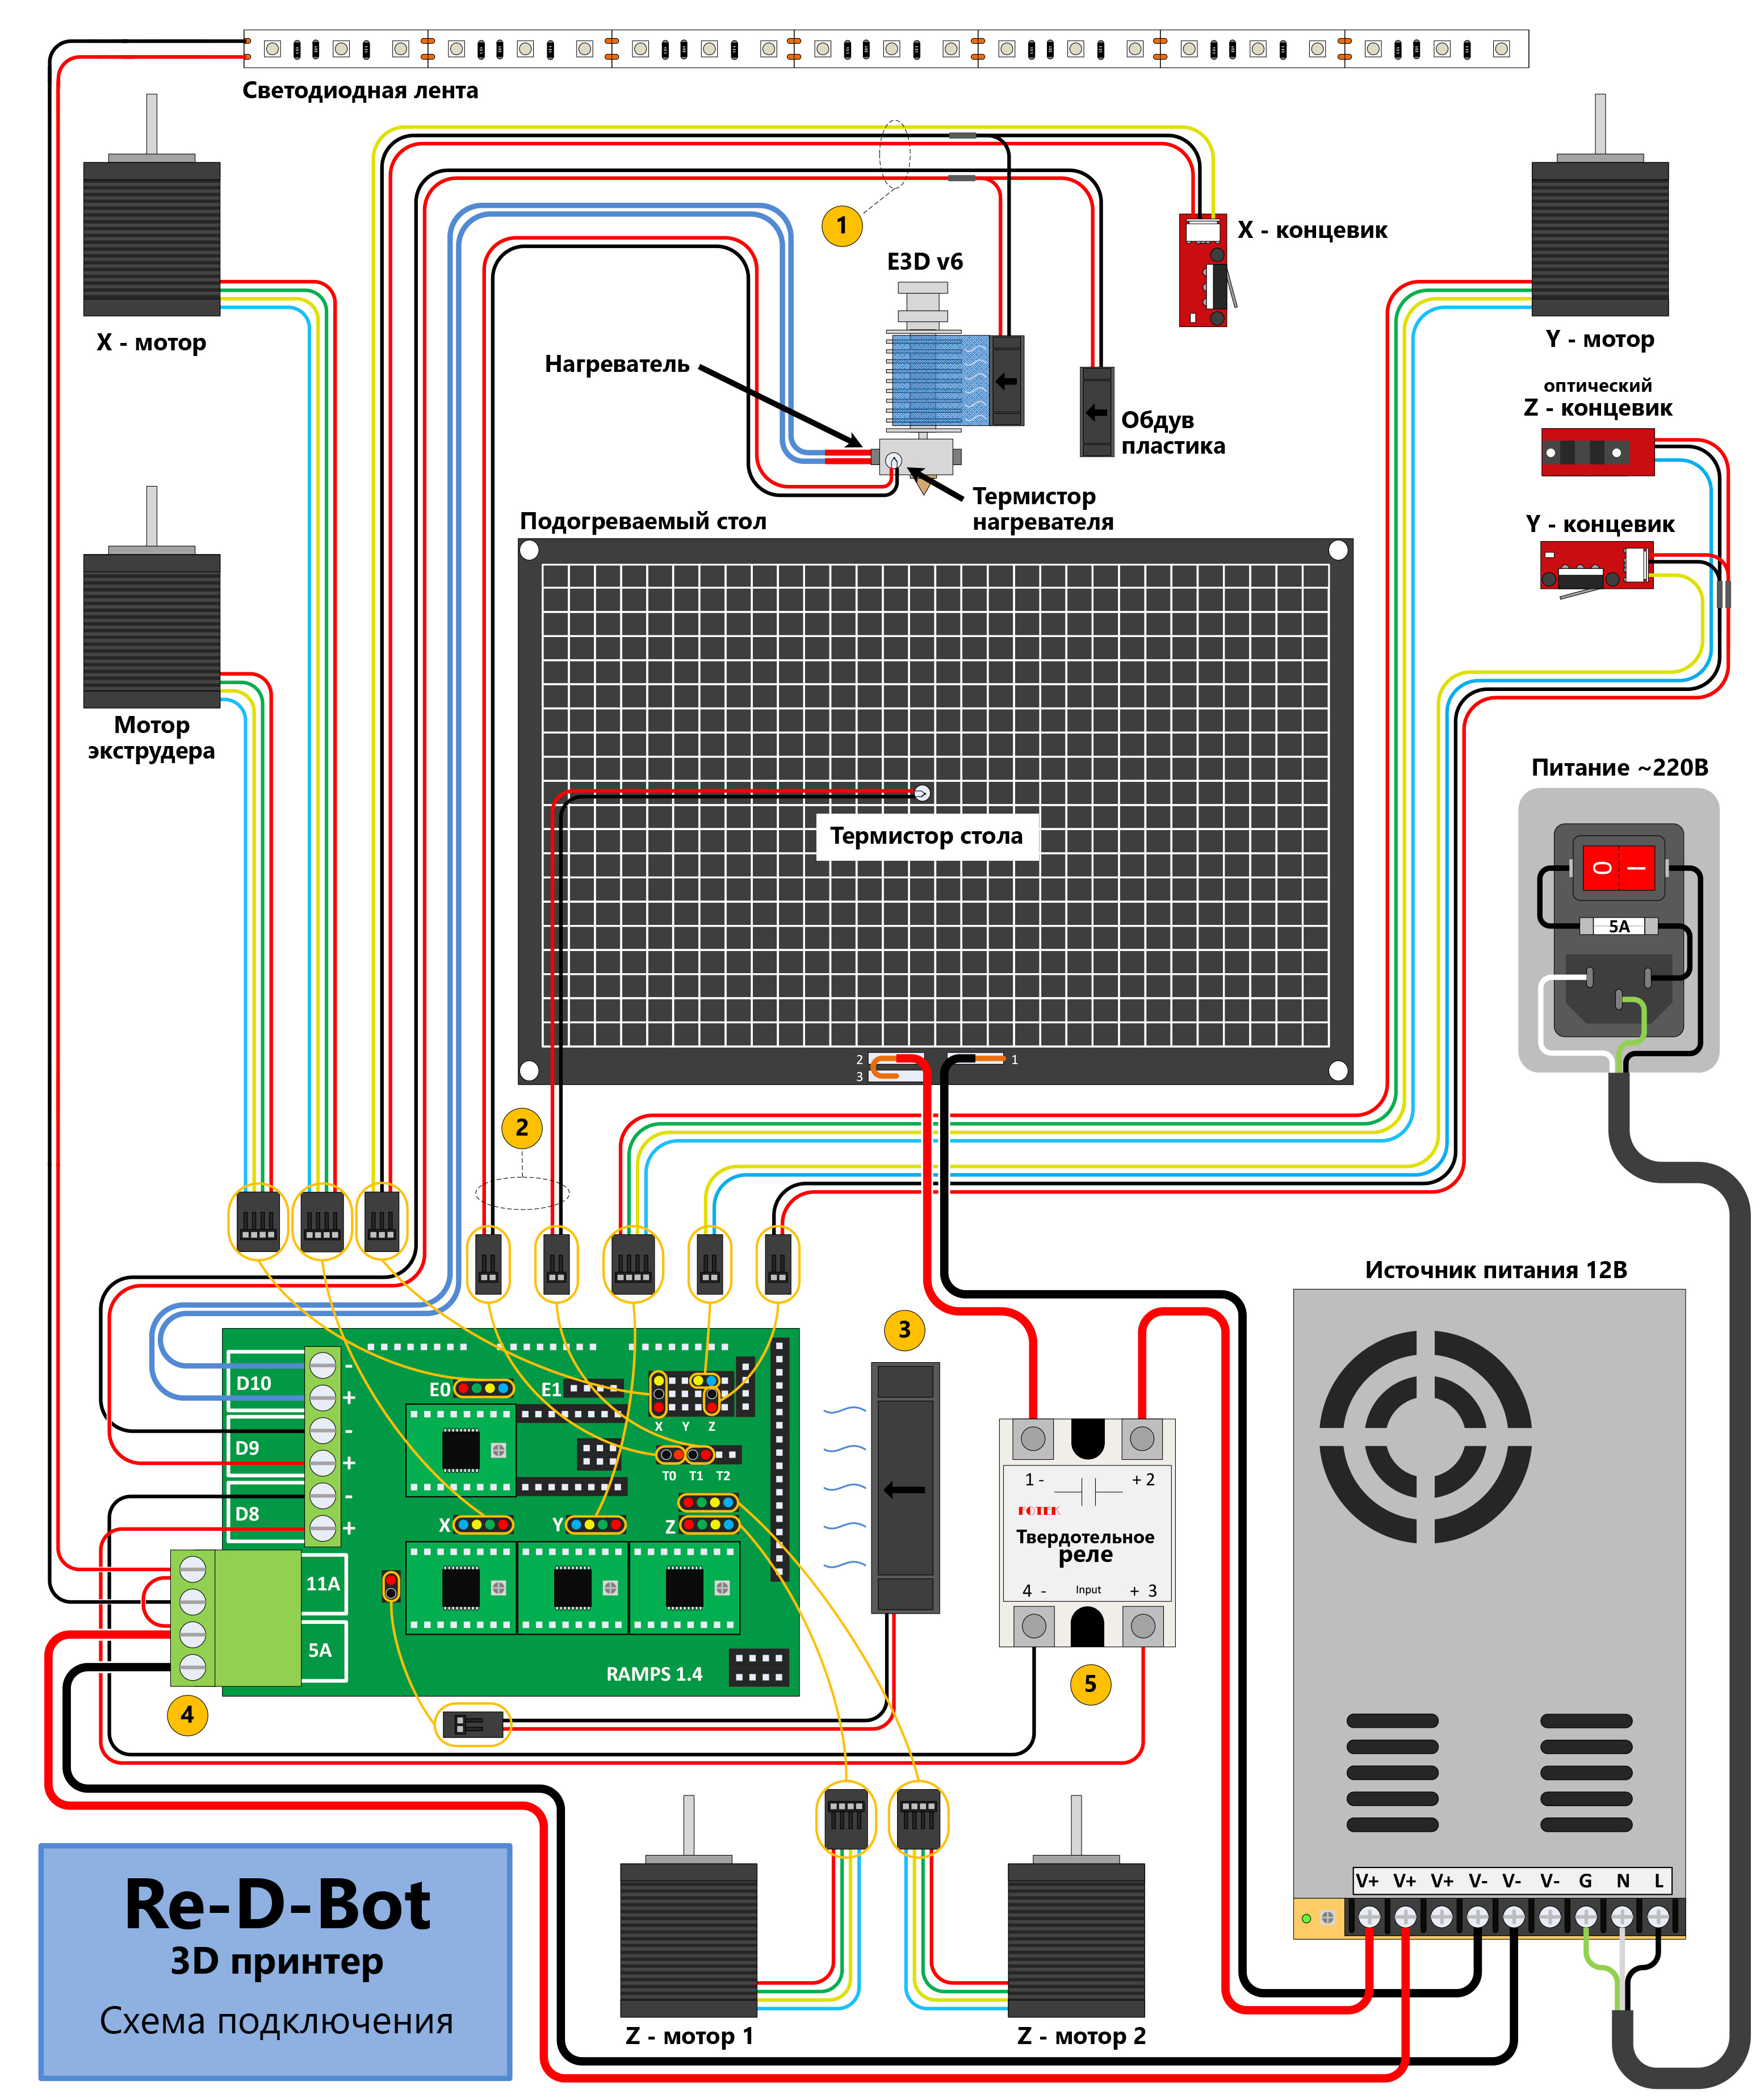 Светодиодная лента
1
X - концевик
E3D v6
X - мотор
Y - мотор
Нагреватель
оптический
Z - концевик
Обдув
пластика
Термистор
нагревателя
Подогреваемый стол
Y - концевик
Мотор
экструдера
Питание ~220В
Термистор стола
O I
5A
2
3
1
2
Источник питания 12В
3
D10
-
+
E0
E1
X Y Z
D9
-
+
T0 T1 T2
D8
-
+
X
Y
Z
1 -
+ 2
FOTEK
Твердотельное
реле
4 -
Input
+ 3
11A
5A
RAMPS 1.4
4
5
V+ V+ V+ V- V- V- G N L
Re-D-Bot
3D принтер
Схема подключения
Z - мотор 1
Z - мотор 2